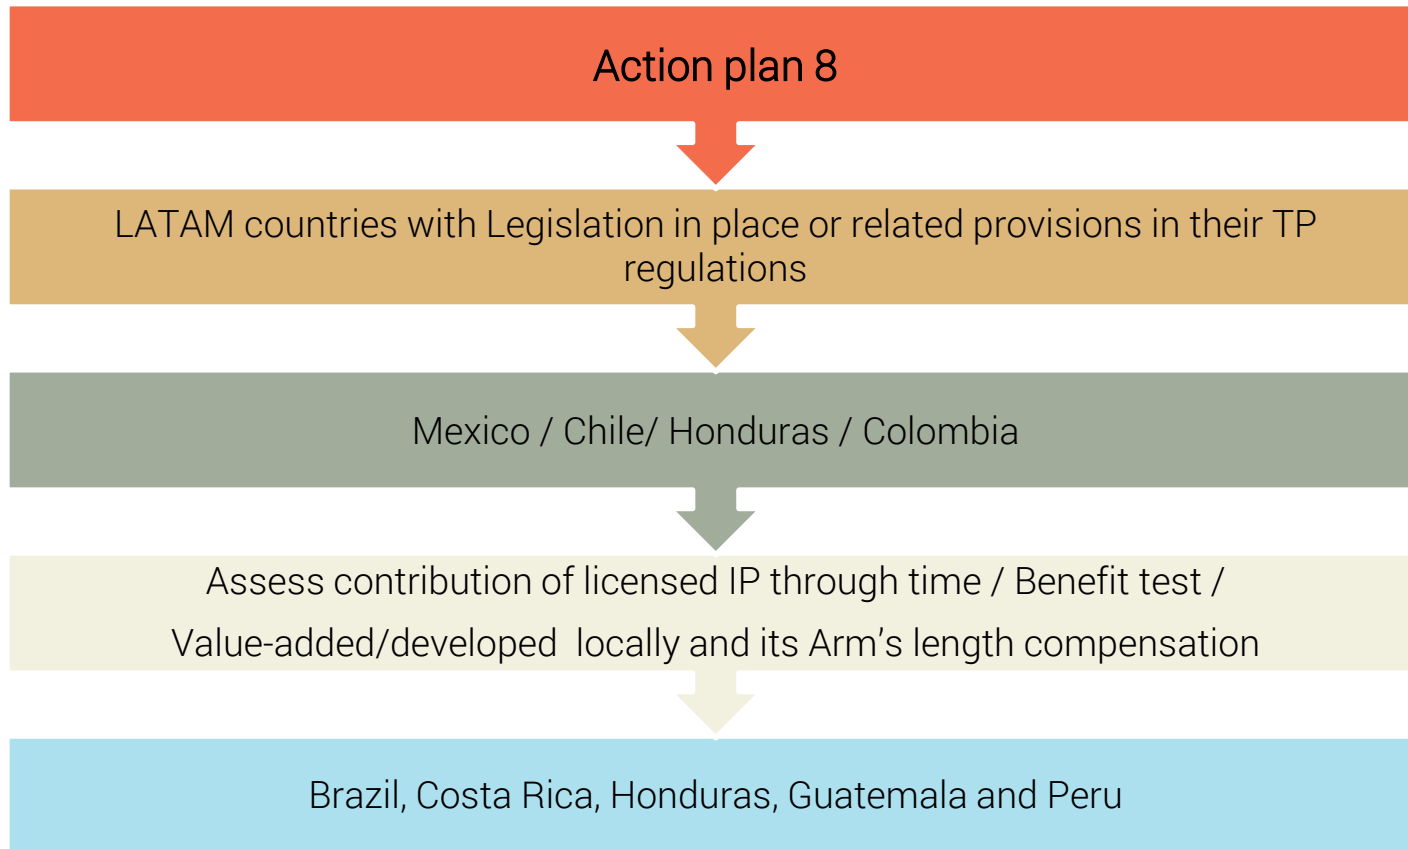 Action plan 8
LATAM countries with Legislation in place or related provisions in their TP
regulations
Mexico / Chile/ Honduras / Colombia
Assess contribution of licensed IP through time / Benefit test /
Value-added/developed  locally and its Arm’s length compensation
Brazil, Costa Rica, Honduras, Guatemala and Peru